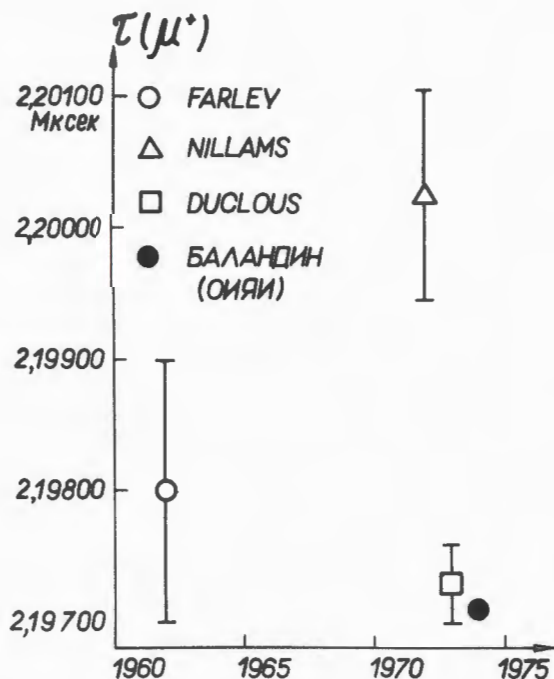 τ(μ⁺)
2,20100
Мксек
2,20000
2,19900
2,19800
2,19700
FARLEY
NILLAMS
DUCLOUS
БАЛАНДИН
(ОИЯИ)
1960
1965
1970
1975